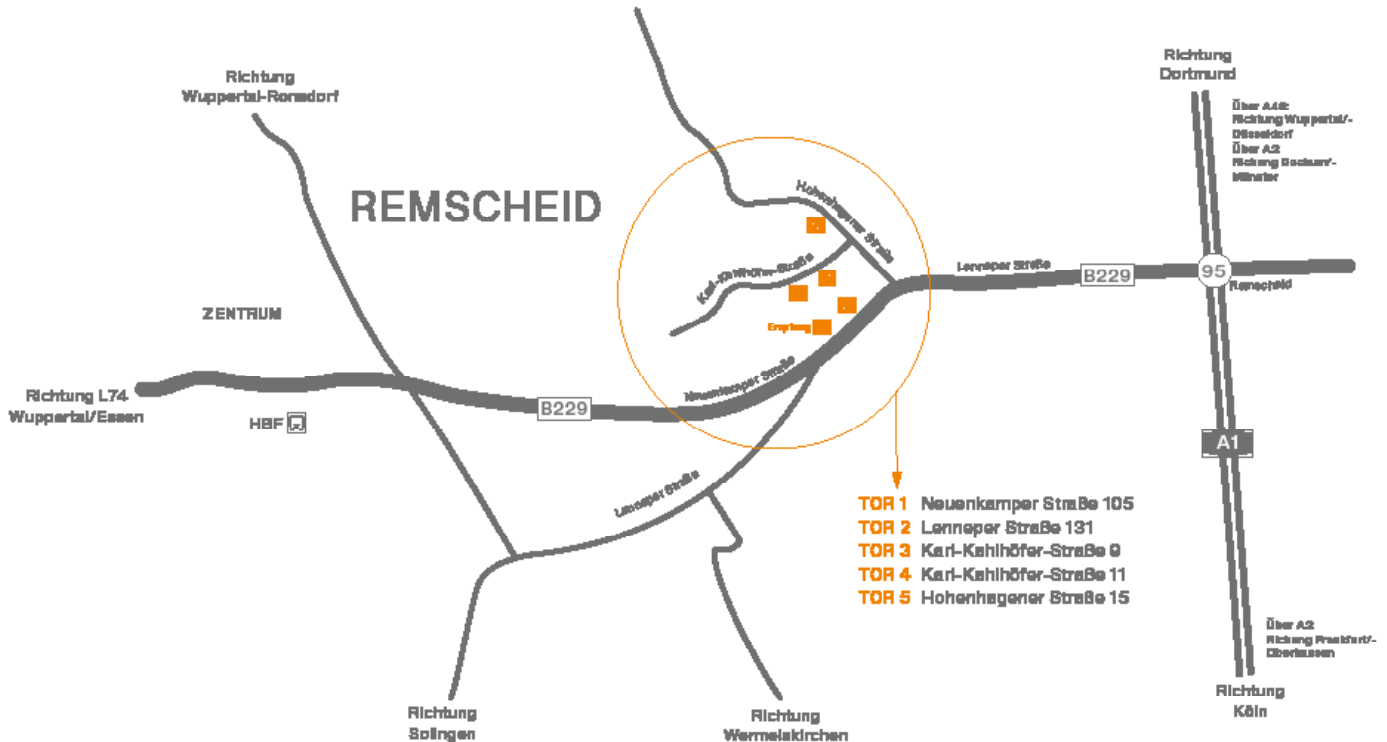 Richtung
Dortmund
Richtung
Wuppertal-Ronsdorf
Über A46:
Richtung Wuppertal/-
Düsseldorf
Über A2
Richung Bochum/-
Münster
REMSCHEID
Hohenhagener Straße
Karl-Kahlhöfer-Straße
Lenneper Straße
B229
95
Remscheid
ZENTRUM
Empfang
Neuenkamper Straße
Richtung L74
Wuppertal/Essen
B229
HBF
A1
Lenneper Straße
TOR 1 Neuenkamper Straße 105
TOR 2 Lenneper Straße 131
TOR 3 Karl-Kahlhöfer-Straße 9
TOR 4 Karl-Kahlhöfer-Straße 11
TOR 5 Hohenhagener Straße 15
Über A3
Richung Frankfurt/-
Oberhausen
Richtung
Solingen
Richtung
Wermelskirchen
Richtung
Köln